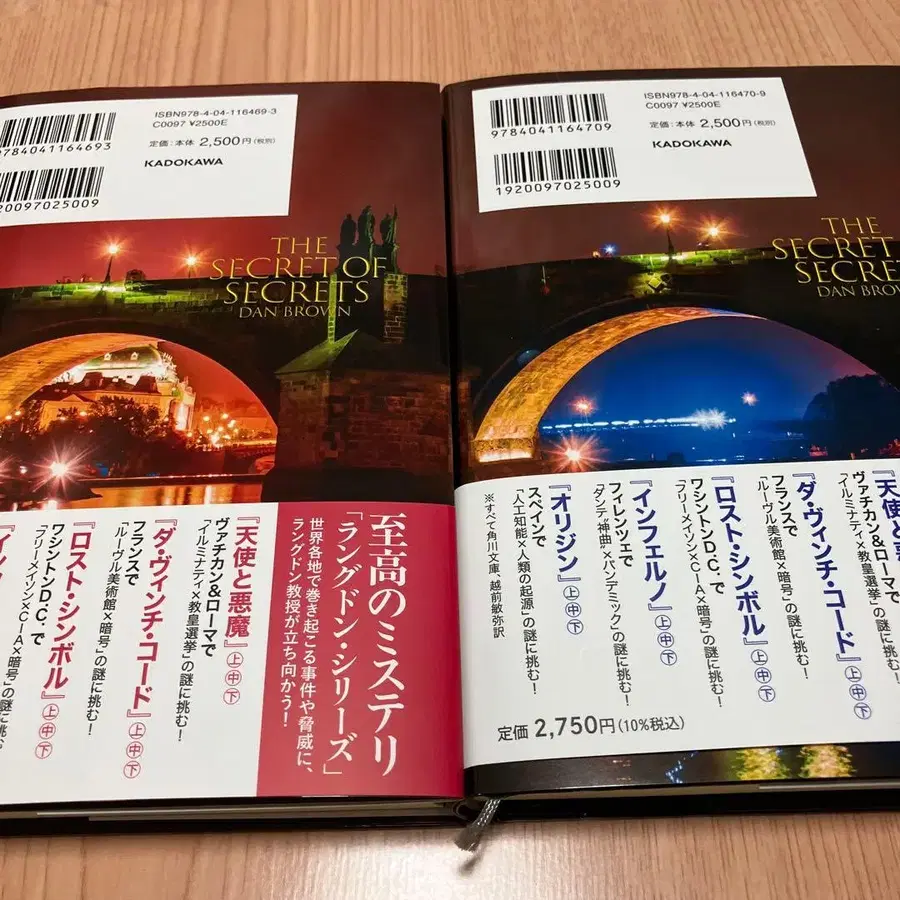 ISBN978-4-04-116469-3
C0097 ¥2500E
定価:本体 2,500円(税別)
KADOKAWA
9784041164693
1920097025009
THE
SECRET OF
SECRETS
DAN BROWN
至高のミステリ
「ラングドン・シリーズ」
世界各地で巻き起こる事件や脅威に、
ラングドン教授が立ち向かう!
『天使と悪魔』上中下
ヴァチカン&ローマで
“イルミナティ×教皇選挙”の謎に挑む!
『ダ・ヴィンチ・コード』上中下
フランスで
“ルーヴル美術館×暗号”の謎に挑む!
『ロスト・シンボル』上中下
ワシントンD.C.で
“フリーメイソン×CIA×暗号”の謎に挑む!
ISBN978-4-04-116470-9
C0097 ¥2500E
定価:本体 2,500円(税別)
KADOKAWA
9784041164709
1920097025009
THE
SECRET
SECRE
DAN BROW
『天使と悪魔』上中下
ヴァチカン&ローマで
“イルミナティ×教皇選挙”の謎に挑む!
『ダ・ヴィンチ・コード』上中下
フランスで
“ルーヴル美術館×暗号”の謎に挑む!
『ロスト・シンボル』上中下
ワシントンD.C.で
“フリーメイソン×CIA×暗号”の謎に挑む!
『インフェルノ』上中下
フィレンツェで
“ダンテ『神曲』×パンデミック”の謎に挑む!
『オリジン』上中下
スペインで
“人工知能×人類の起源”の謎に挑む!
※すべて角川文庫、越前敏弥訳
定価 2,750円(10%税込)